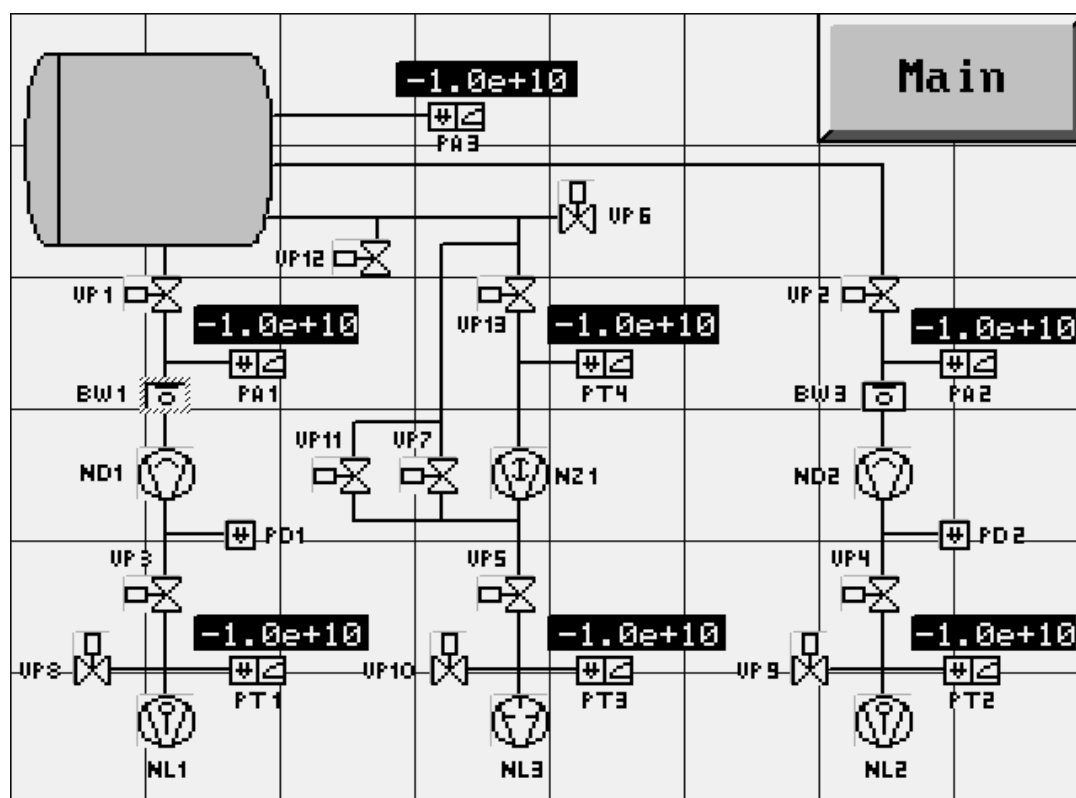 Main
-1.0e+10
PA3
VP6
VP12
VP1
VP13
VP2
-1.0e+10
-1.0e+10
-1.0e+10
BW1
PA1
PT4
BW3
PA2
VP11
VP7
ND1
NZ1
ND2
PD1
PD2
VP3
VP5
VP4
-1.0e+10
-1.0e+10
-1.0e+10
VP8
VP10
VP9
PT1
PT3
PT2
NL1
NL3
NL2